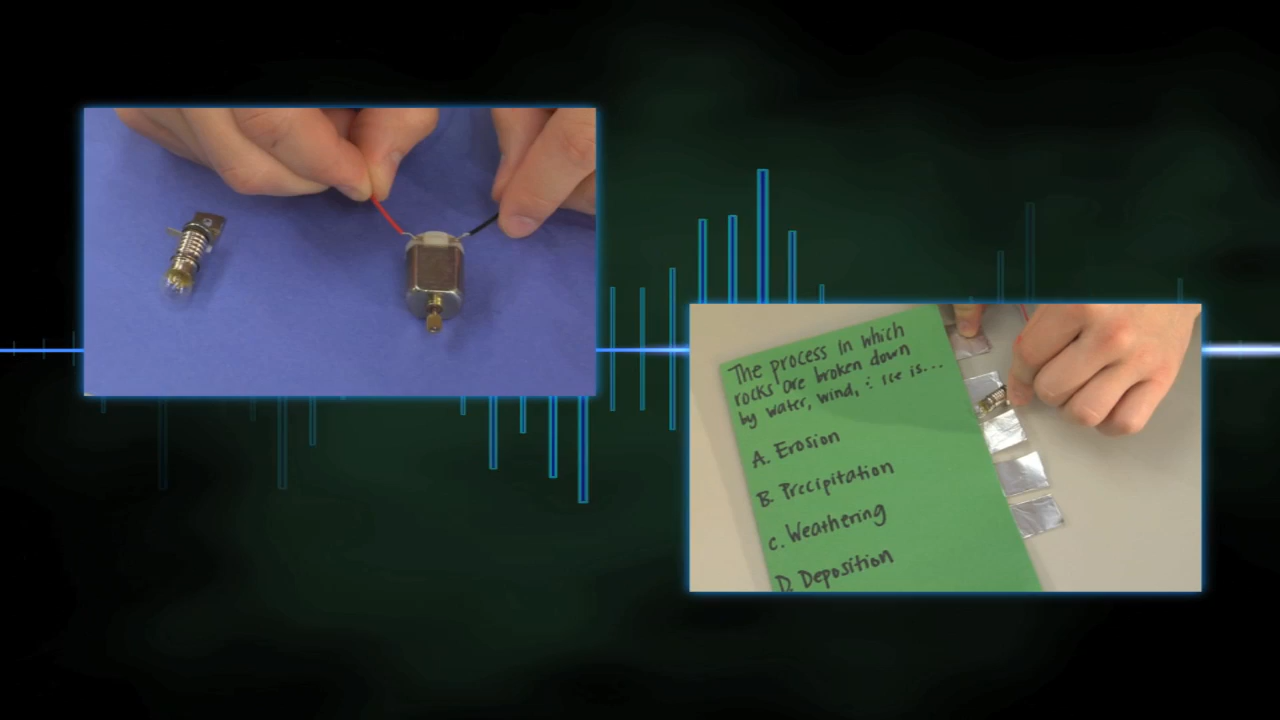 The process in which
rocks are broken down
by water, wind, & Ice is...
A. Erosion
B. Precipitation
C. Weathering
D. Deposition